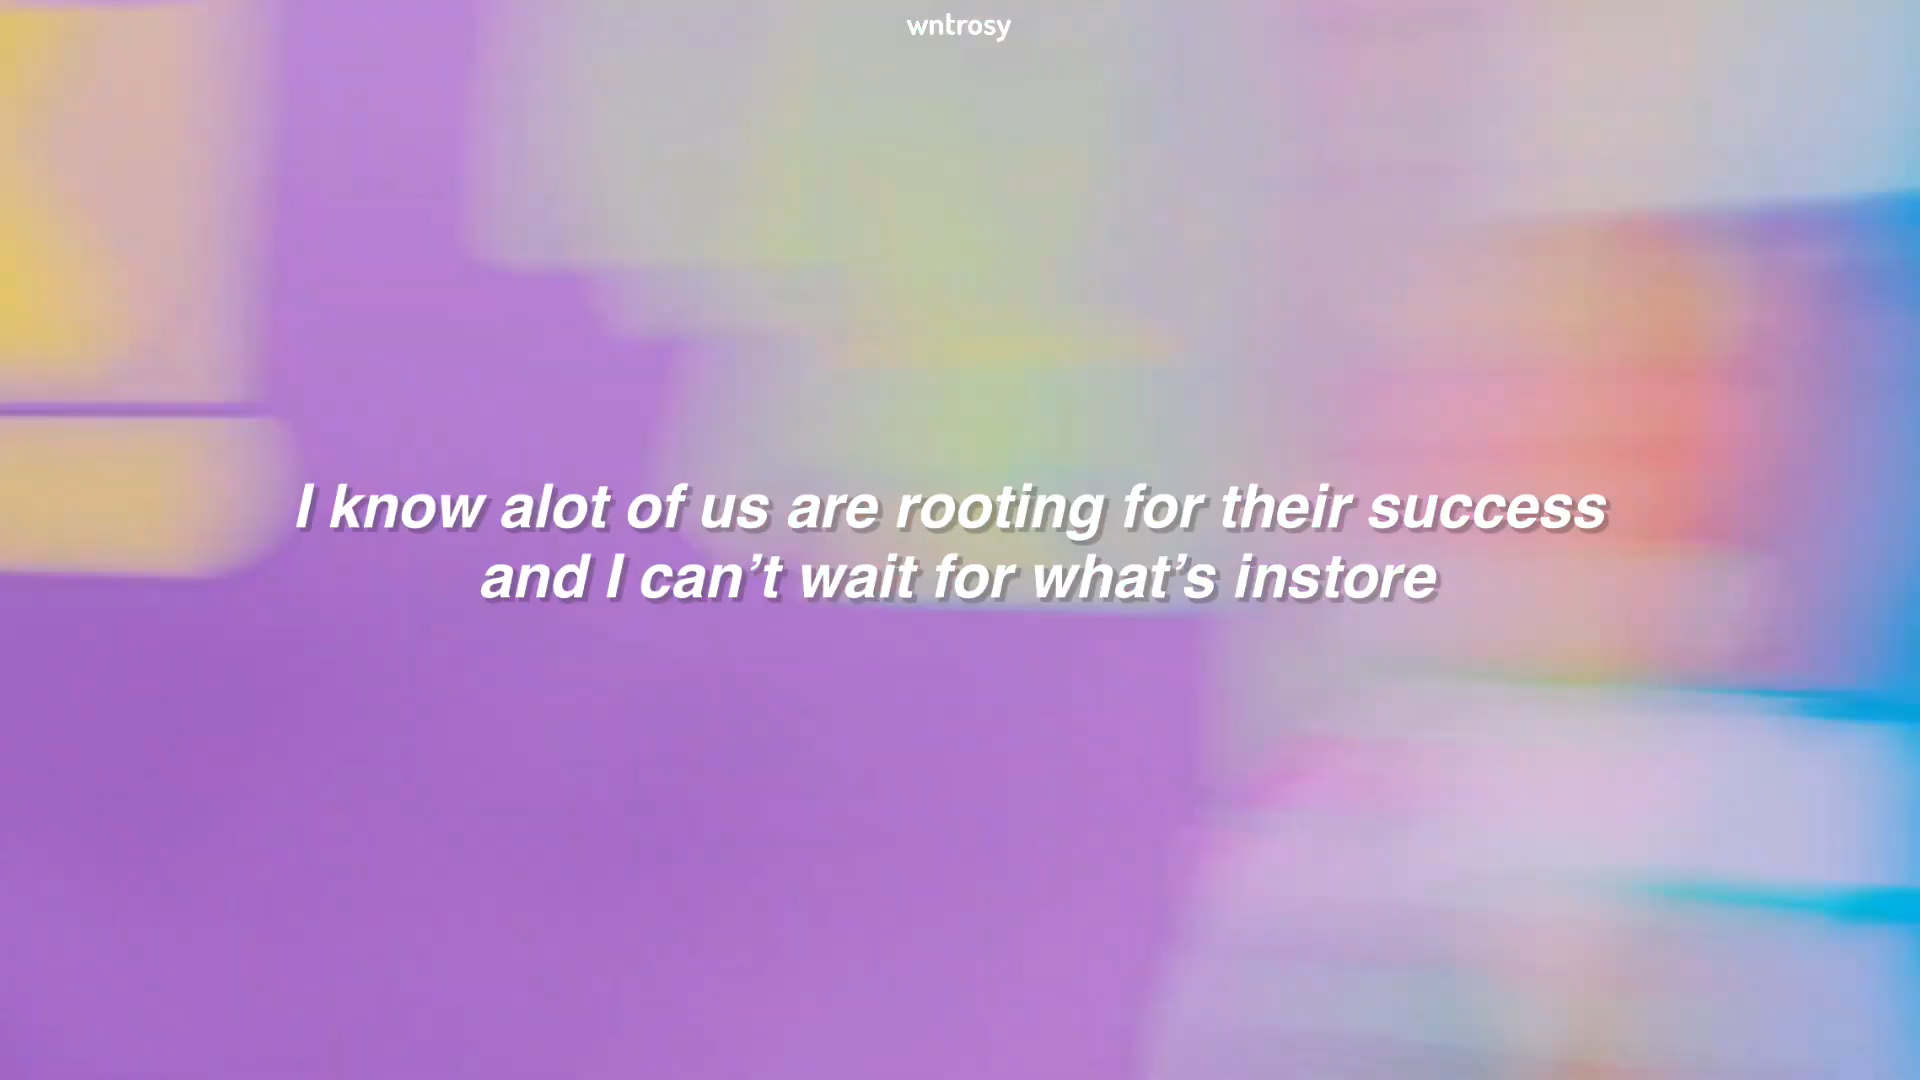 wntrosy
I know alot of us are rooting for their success
and I can’t wait for what’s instore